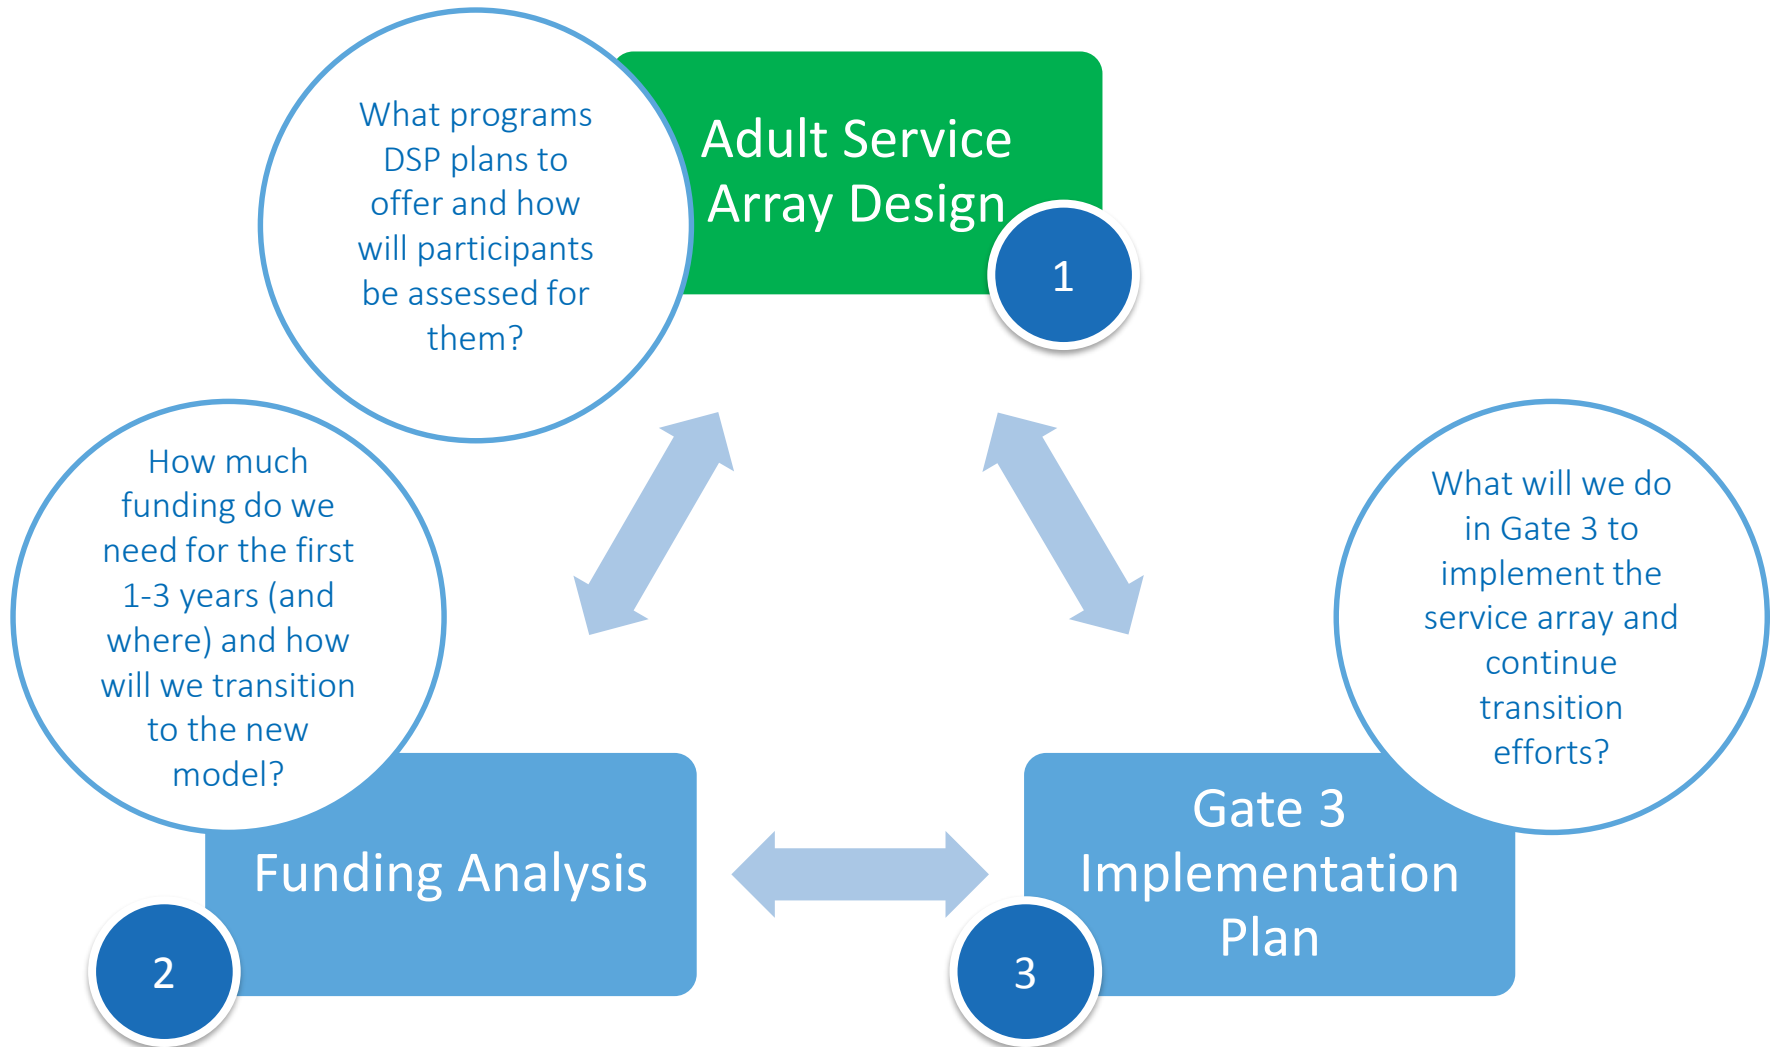 What programs
DSP plans to
offer and how
will participants
be assessed for
them?
Adult Service
Array Design
1
How much
funding do we
need for the first
1-3 years (and
where) and how
will we transition
to the new
model?
Funding Analysis
2
What will we do
in Gate 3 to
implement the
service array and
continue
transition
efforts?
Gate 3
Implementation
Plan
3